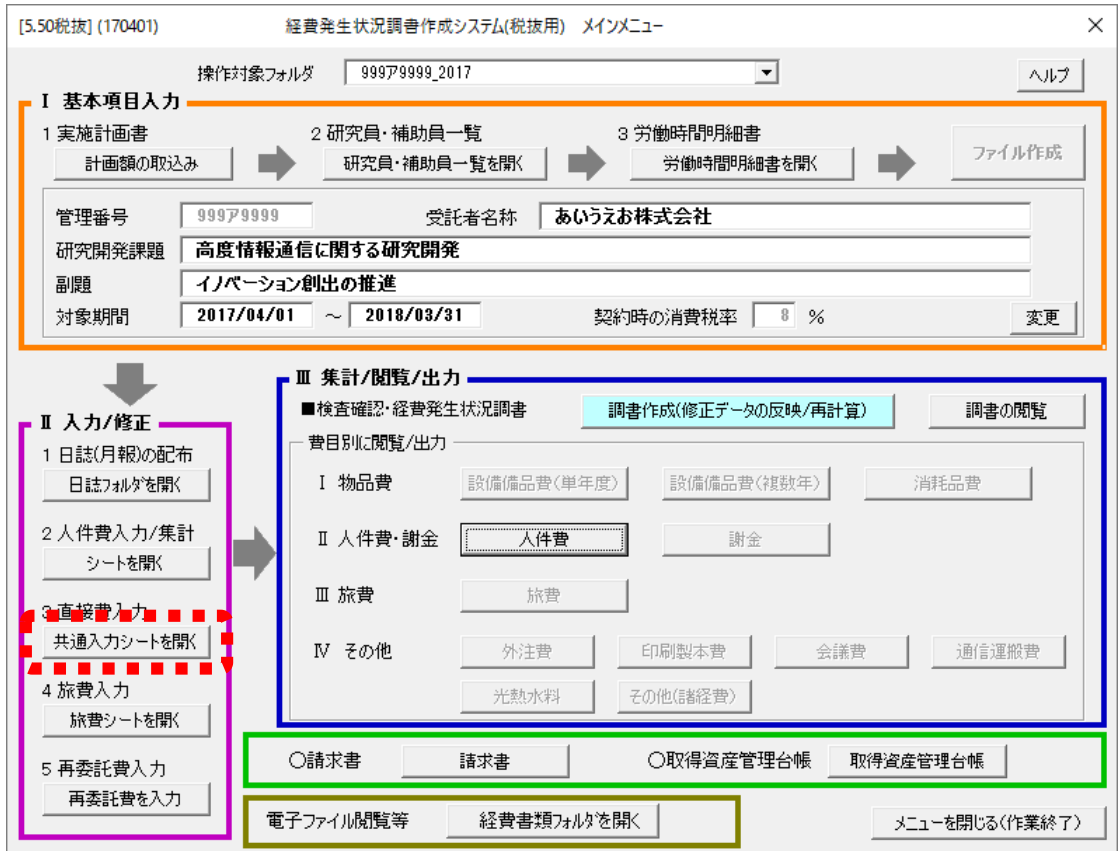 [5.50税抜] (170401) 経費発生状況調書作成システム(税抜用) メインメニュー
操作対象フォルダ 999ｱ9999_2017 ヘルプ
Ⅰ 基本項目入力
1 実施計画書 2 研究員・補助員一覧 3 労働時間明細書
計画額の取込み 研究員・補助員一覧を開く 労働時間明細書を開く ファイル作成
管理番号 999ｱ9999 受託者名称 あいうえお株式会社
研究開発課題 高度情報通信に関する研究開発
副題 イノベーション創出の推進
対象期間 2017/04/01 ～ 2018/03/31 契約時の消費税率 8 % 変更
Ⅱ 入力/修正
1 日誌(月報)の配布
日誌フォルダを開く
2 人件費入力/集計
シートを開く
3 直接費入力
共通入力シートを開く
4 旅費入力
旅費シートを開く
5 再委託費入力
再委託費を入力
Ⅲ 集計/閲覧/出力
■検査確認・経費発生状況調書 調書作成(修正データの反映/再計算) 調書の閲覧
費目別に閲覧/出力
Ⅰ 物品費 設備備品費(単年度) 設備備品費(複数年) 消耗品費
Ⅱ 人件費・謝金 人件費 謝金
Ⅲ 旅費 旅費
Ⅳ その他 外注費 印刷製本費 会議費 通信運搬費
光熱水料 その他(諸経費)
〇請求書 請求書 〇取得資産管理台帳 取得資産管理台帳
電子ファイル閲覧等 経費書類フォルダを開く メニューを閉じる(作業終了)